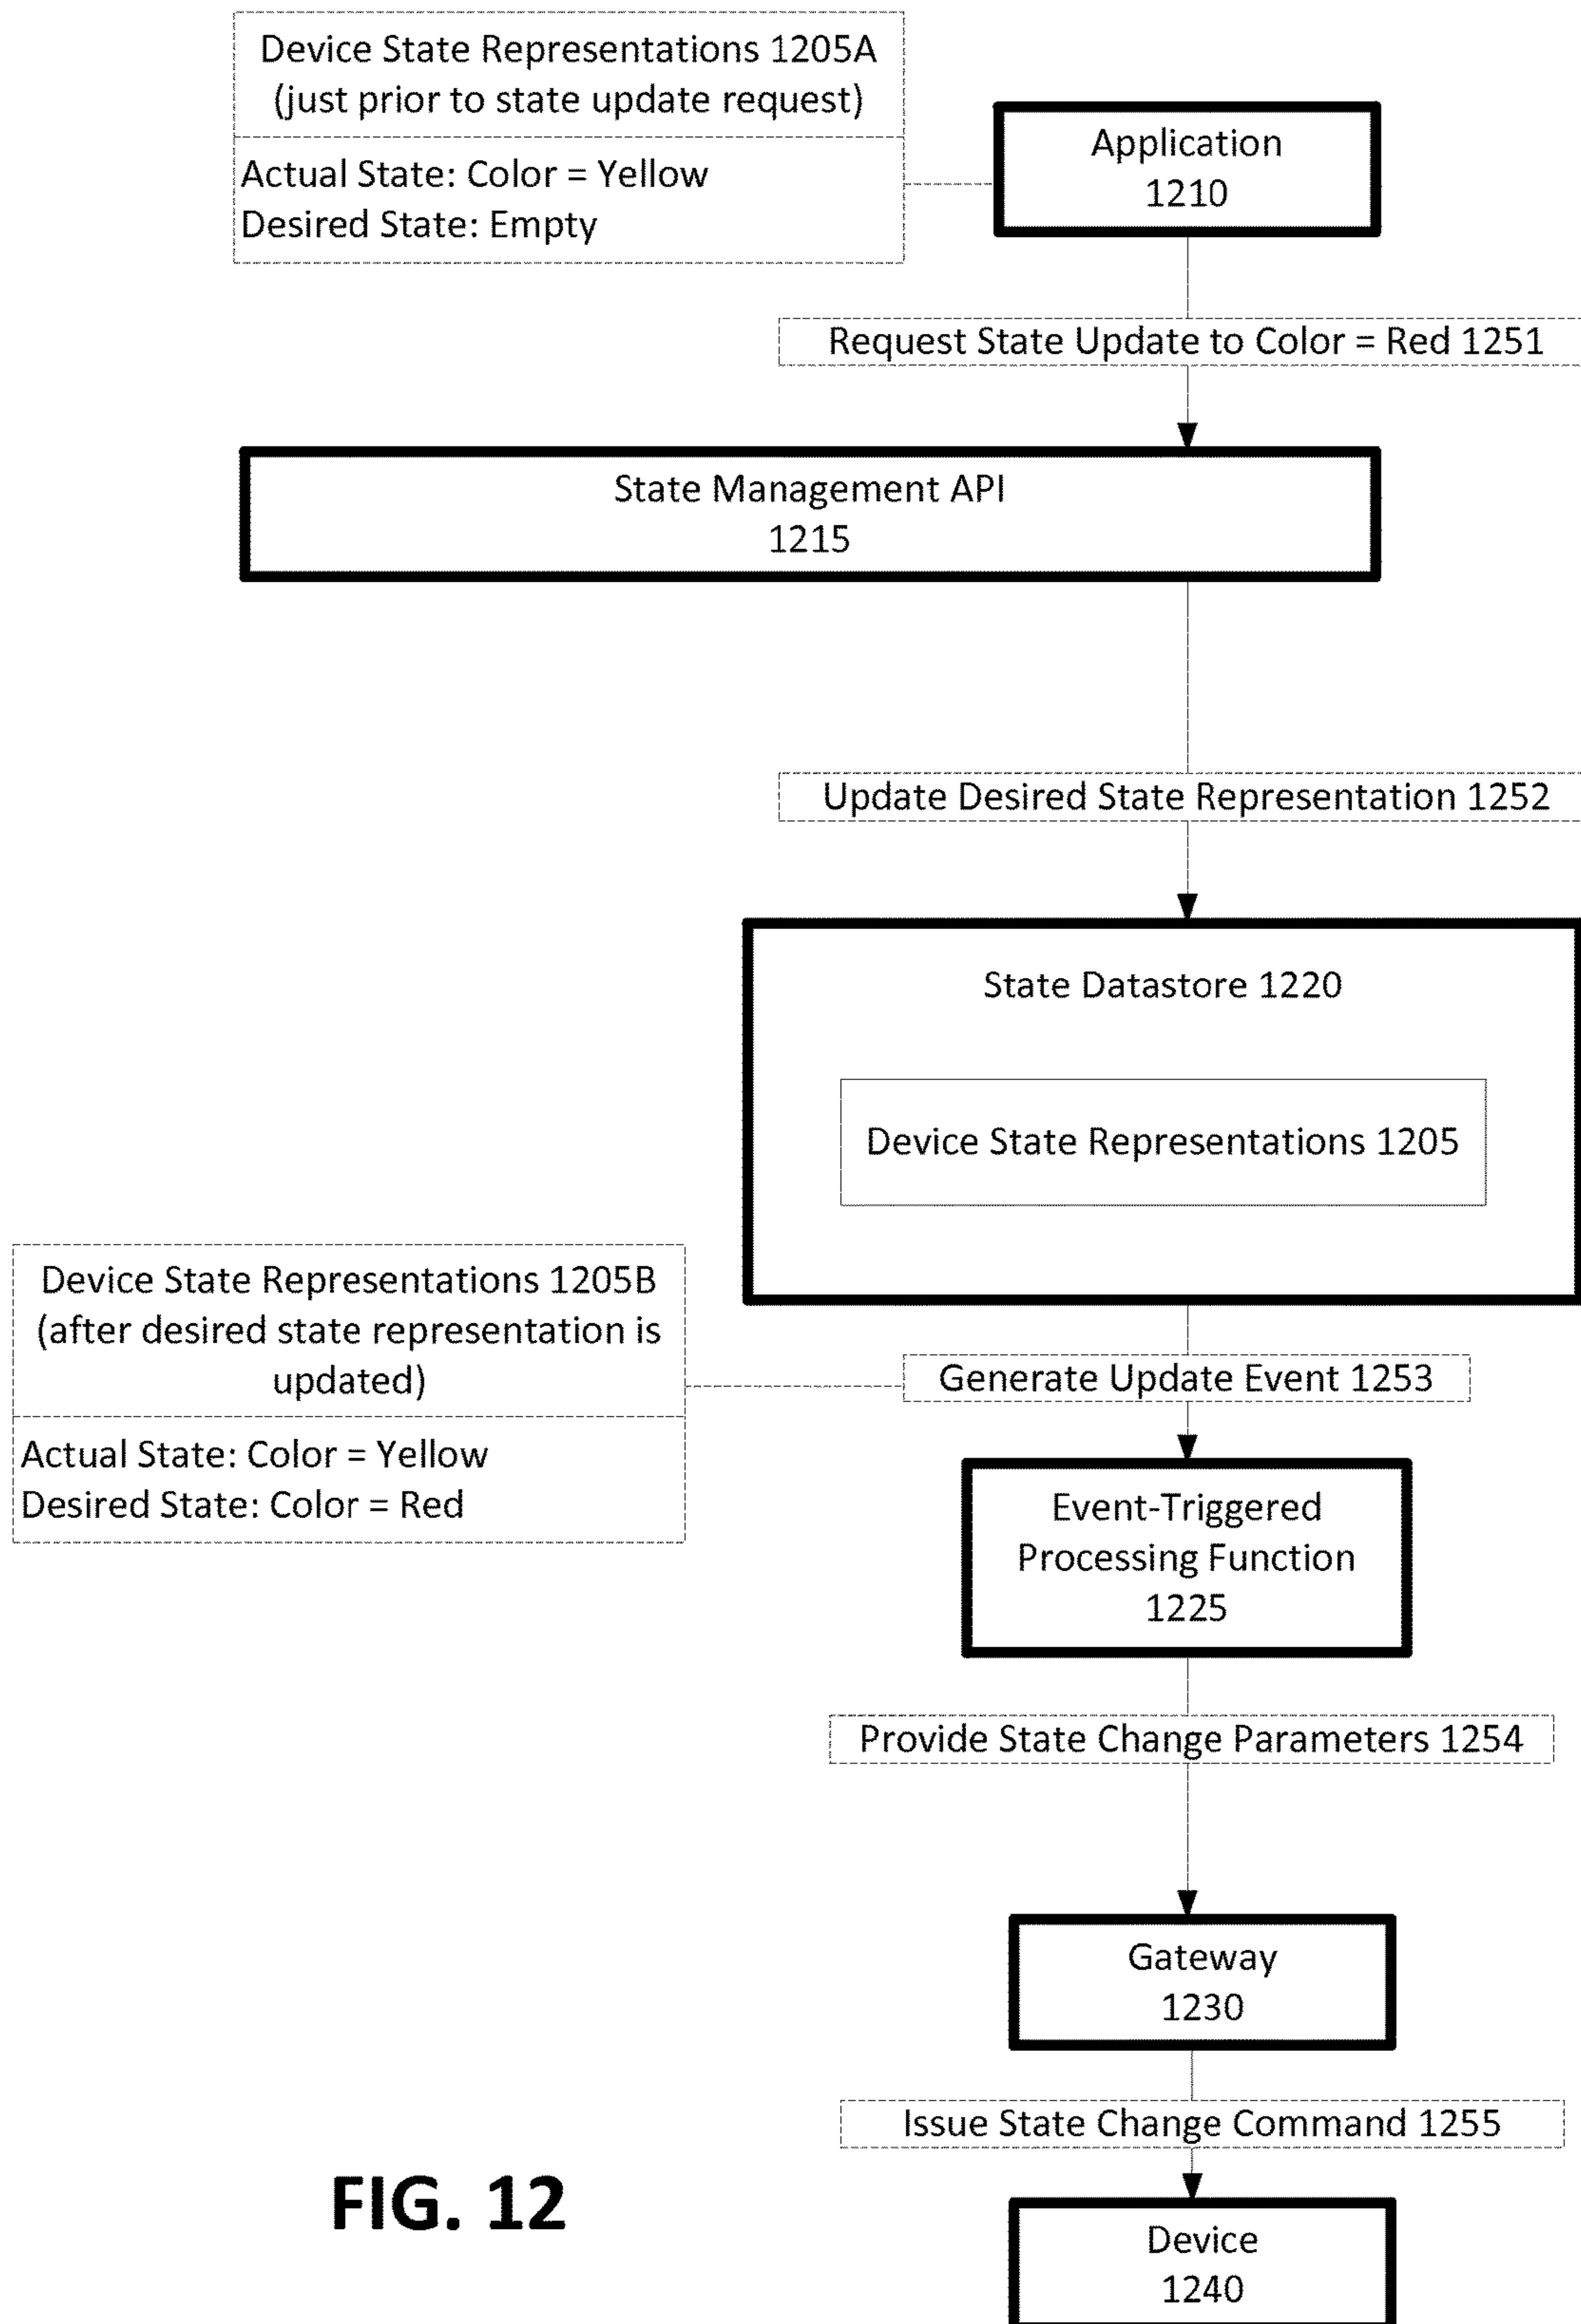 Device State Representations 1205A
(just prior to state update request)
Actual State: Color = Yellow
Desired State: Empty
Application
1210
Request State Update to Color = Red 1251
State Management API
1215
Update Desired State Representation 1252
State Datastore 1220
Device State Representations 1205
Device State Representations 1205B
(after desired state representation is
updated)
Actual State: Color = Yellow
Desired State: Color = Red
Generate Update Event 1253
Event-Triggered
Processing Function
1225
Provide State Change Parameters 1254
Gateway
1230
Issue State Change Command 1255
Device
1240
FIG. 12